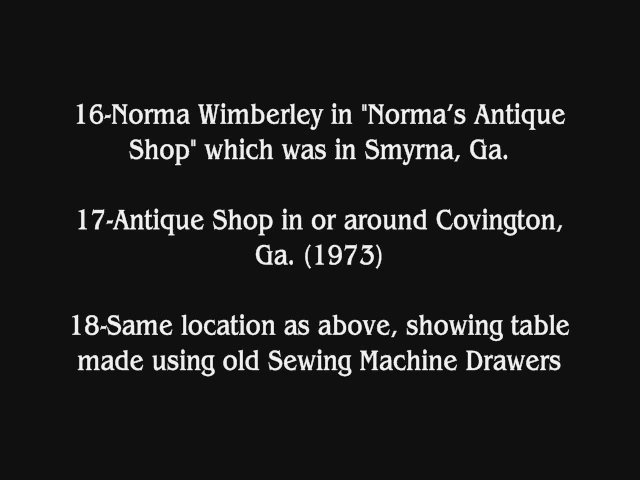 16-Norma Wimberley in "Norma's Antique
Shop" which was in Smyrna, Ga.
17-Antique Shop in or around Covington,
Ga. (1973)
18-Same location as above, showing table
made using old Sewing Machine Drawers